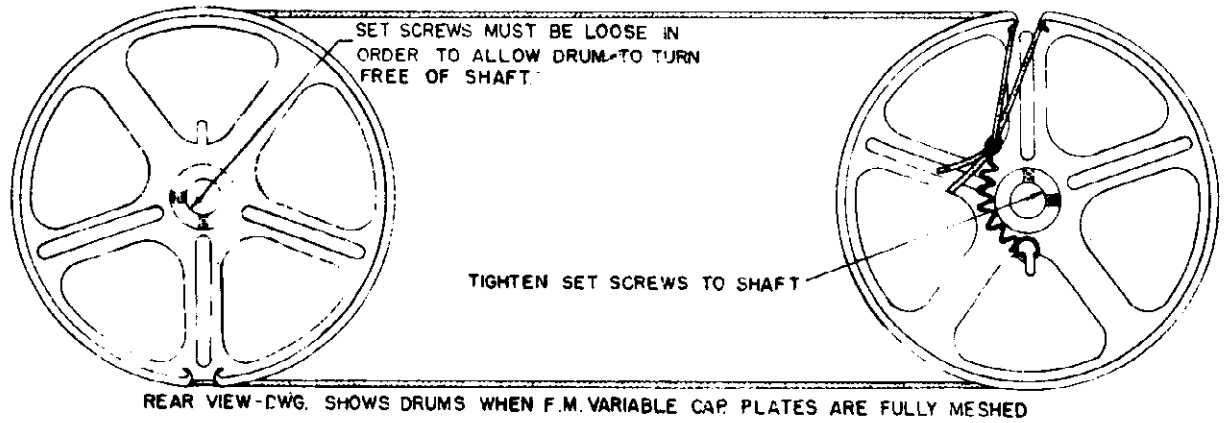 SET SCREWS MUST BE LOOSE IN
ORDER TO ALLOW DRUM TO TURN
FREE OF SHAFT.
TIGHTEN SET SCREWS TO SHAFT
REAR VIEW-DWG. SHOWS DRUMS WHEN F.M. VARIABLE CAP. PLATES ARE FULLY MESHED